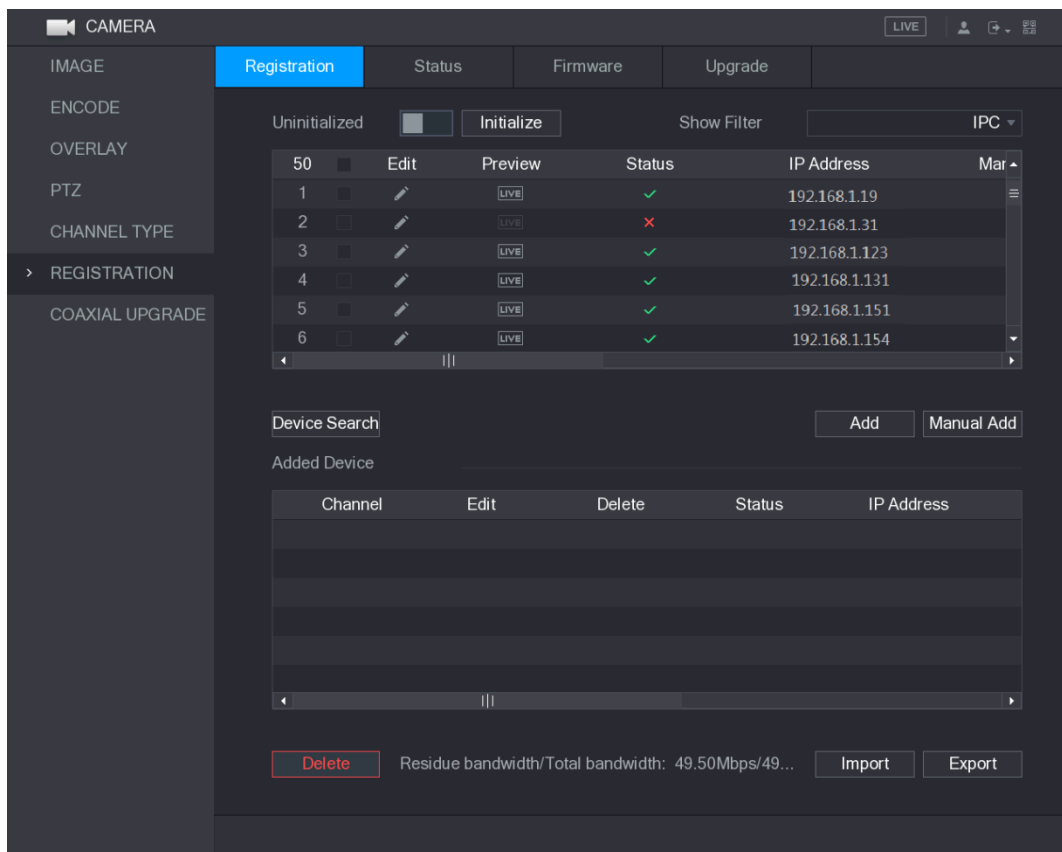 CAMERA LIVE
IMAGE Registration Status Firmware Upgrade
ENCODE
Uninitialized Initialize Show Filter IPC
OVERLAY
50 Edit Preview Status IP Address Mar
PTZ
1 LIVE 192.168.1.19
2 LIVE 192.168.1.31
CHANNEL TYPE
3 LIVE 192.168.1.123
REGISTRATION
4 LIVE 192.168.1.131
COAXIAL UPGRADE
5 LIVE 192.168.1.151
6 LIVE 192.168.1.154
Device Search Add Manual Add
Added Device
Channel Edit Delete Status IP Address
Delete Residue bandwidth/Total bandwidth: 49.50Mbps/49... Import Export